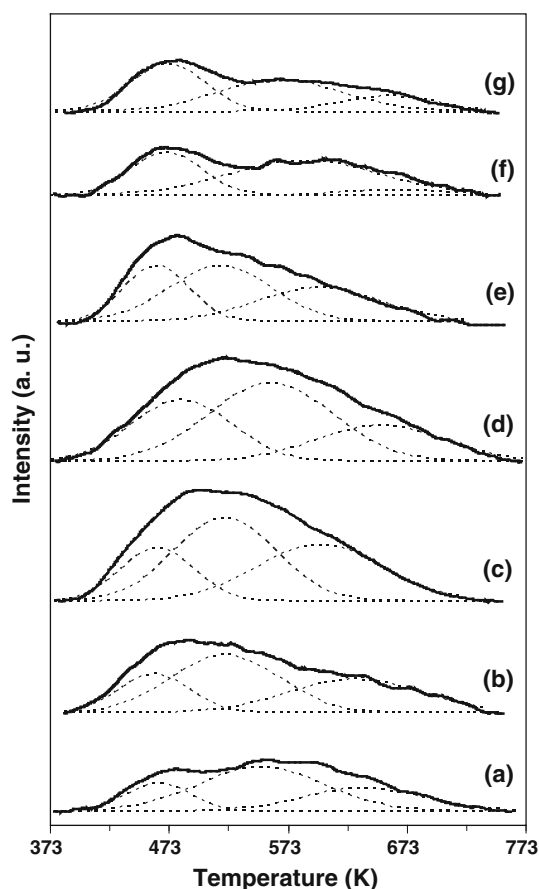 (g)
(f)
(e)
(d)
(c)
(b)
(a)
Intensity (a. u.)
373 473 573 673 773
Temperature (K)